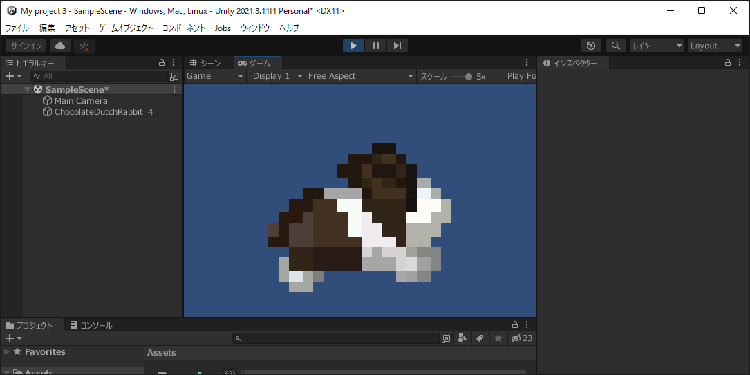 My project 3 - SampleScene - Windows, Mac, Linux - Unity 2021.3.11f1 Personal* <DX11>
ファイル 編集 アセット ゲームオブジェクト コンポーネント Jobs ウィンドウ ヘルプ
サインイン レイヤー Layout
ヒエラルキー シーン ゲーム インスペクター
All Game Display 1 Free Aspect スケール 5x Play Fo
SampleScene*
Main Camera
ChocolateDutchRabbit_4
プロジェクト コンソール
23
Favorites Assets
Assets